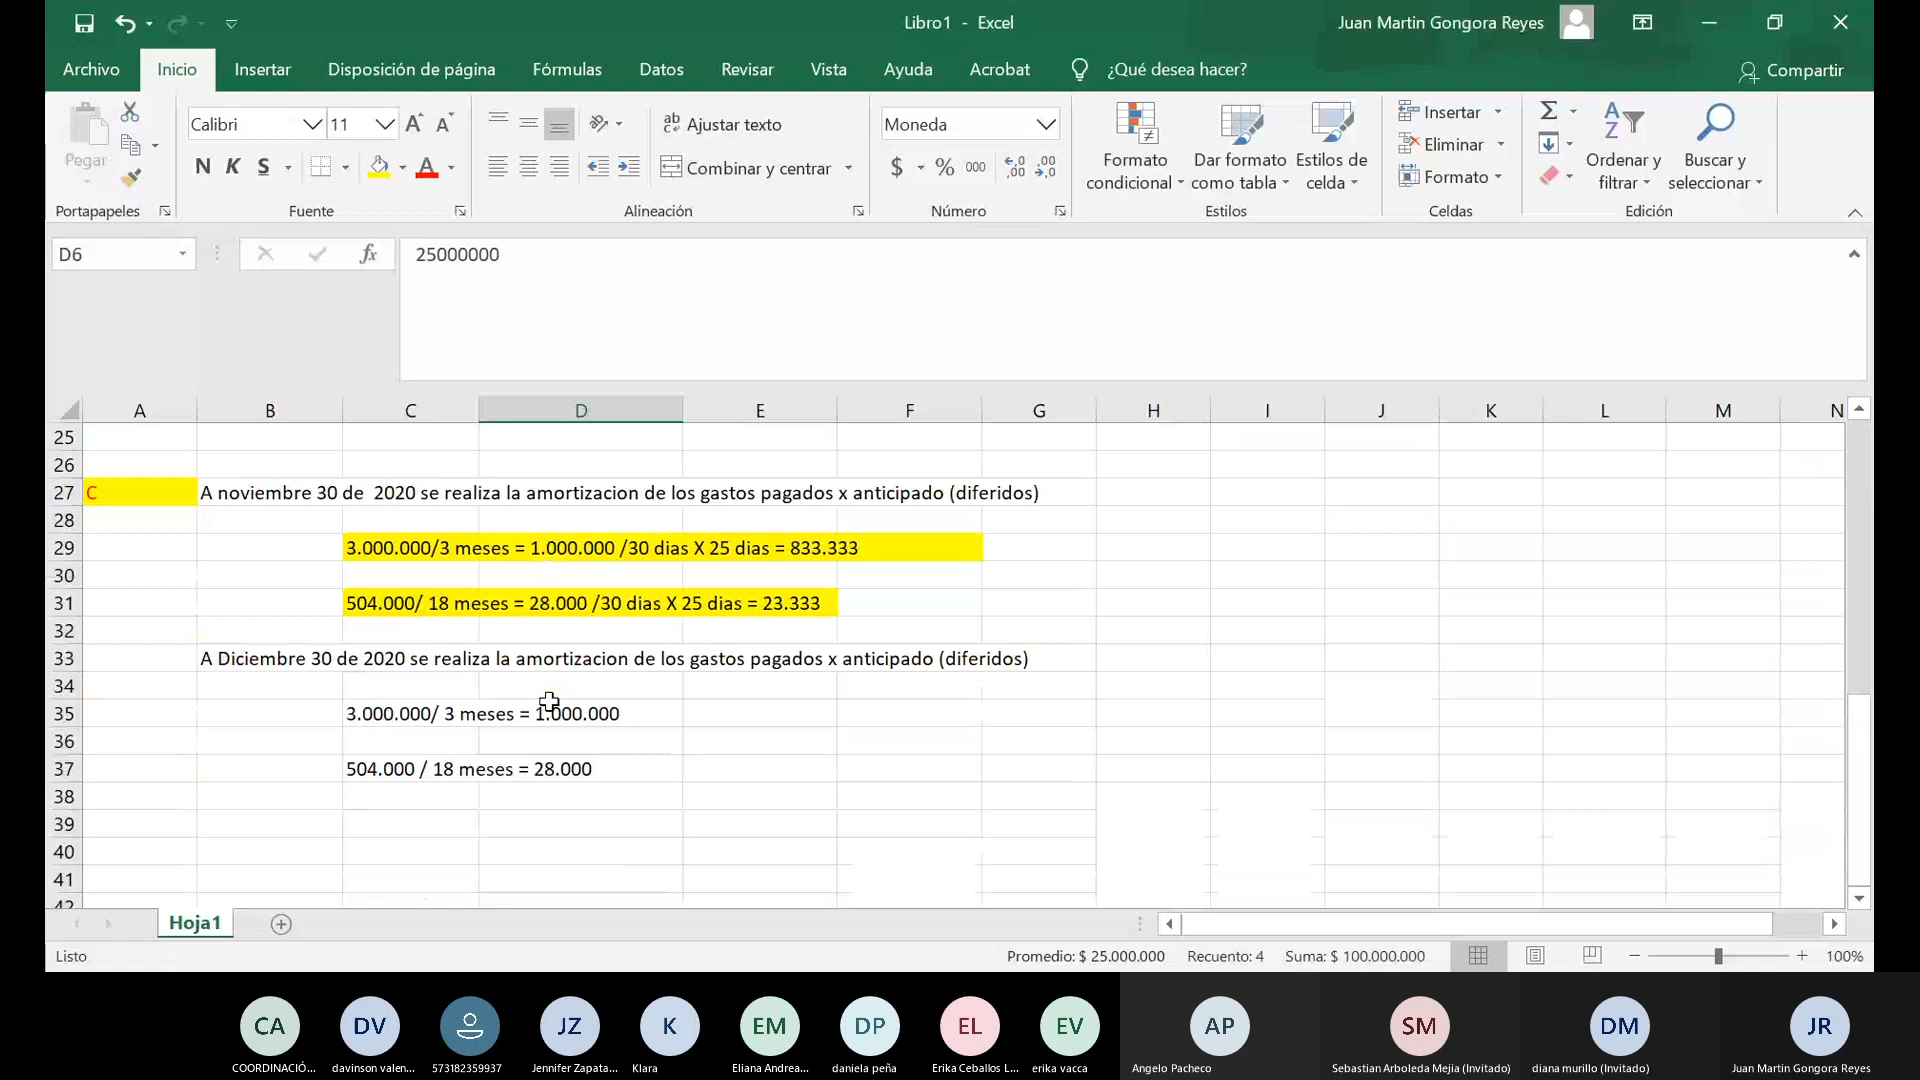 Libro1 - Excel
Juan Martin Gongora Reyes
Archivo Inicio Insertar Disposición de página Fórmulas Datos Revisar Vista Ayuda Acrobat ¿Qué desea hacer? Compartir
Pegar
Portapapeles
Calibri 11
N K S
Fuente
Ajustar texto
Combinar y centrar
Alineación
Moneda
$ % 000
Número
Formato condicional
Dar formato como tabla
Estilos de celda
Estilos
Insertar
Eliminar
Formato
Celdas
Ordenar y filtrar
Buscar y seleccionar
Edición
D6 fx 25000000
A B C D E F G H I J K L M N
25
26
27 C A noviembre 30 de  2020 se realiza la amortizacion de los gastos pagados x anticipado (diferidos)
28
29 3.000.000/3 meses = 1.000.000 /30 dias X 25 dias = 833.333
30
31 504.000/ 18 meses = 28.000 /30 dias X 25 dias = 23.333
32
33 A Diciembre 30 de 2020 se realiza la amortizacion de los gastos pagados x anticipado (diferidos)
34
35 3.000.000/ 3 meses = 1.000.000
36
37 504.000 / 18 meses = 28.000
38
39
40
41
42
Hoja1
Listo Promedio: $ 25.000.000 Recuento: 4 Suma: $ 100.000.000 100%
CA DV JZ K EM DP EL EV AP SM DM JR
COORDINACIÓ... davinson valen... 573182359937 Jennifer Zapata... Klara Eliana Andrea... daniela peña Erika Ceballos L... erika vacca Angelo Pacheco Sebastian Arboleda Mejia (Invitado) diana murillo (Invitado) Juan Martin Gongora Reyes